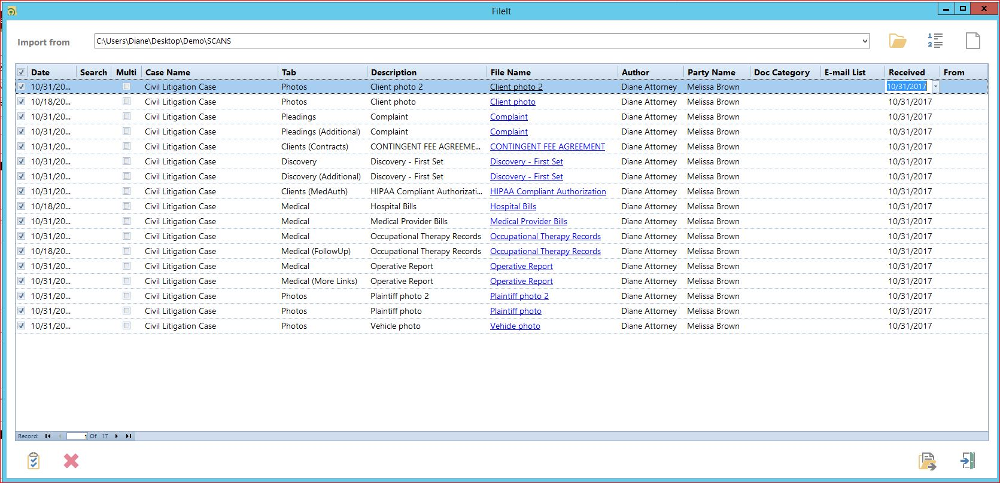 FileIt
Import from C:\Users\Diane\Desktop\Demo\SCANS
Date Search Multi Case Name Tab Description File Name Author Party Name Doc Category E-mail List Received From
10/31/20... Civil Litigation Case Photos Client photo 2 Client photo 2 Diane Attorney Melissa Brown 10/31/2017
10/18/20... Civil Litigation Case Photos Client photo Client photo Diane Attorney Melissa Brown 10/31/2017
10/31/20... Civil Litigation Case Pleadings Complaint Complaint Diane Attorney Melissa Brown 10/31/2017
10/31/20... Civil Litigation Case Pleadings (Additional) Complaint Complaint Diane Attorney Melissa Brown 10/31/2017
10/31/20... Civil Litigation Case Clients (Contracts) CONTINGENT FEE AGREEME... CONTINGENT FEE AGREEMENT Diane Attorney Melissa Brown 10/31/2017
10/31/20... Civil Litigation Case Discovery Discovery - First Set Discovery - First Set Diane Attorney Melissa Brown 10/31/2017
10/31/20... Civil Litigation Case Discovery (Additional) Discovery - First Set Discovery - First Set Diane Attorney Melissa Brown 10/31/2017
10/31/20... Civil Litigation Case Clients (MedAuth) HIPAA Compliant Authorizati... HIPAA Compliant Authorization Diane Attorney Melissa Brown 10/31/2017
10/18/20... Civil Litigation Case Medical Hospital Bills Hospital Bills Diane Attorney Melissa Brown 10/31/2017
10/31/20... Civil Litigation Case Medical Medical Provider Bills Medical Provider Bills Diane Attorney Melissa Brown 10/31/2017
10/31/20... Civil Litigation Case Medical Occupational Therapy Records Occupational Therapy Records Diane Attorney Melissa Brown 10/31/2017
10/18/20... Civil Litigation Case Medical (FollowUp) Occupational Therapy Records Occupational Therapy Records Diane Attorney Melissa Brown 10/31/2017
10/31/20... Civil Litigation Case Medical Operative Report Operative Report Diane Attorney Melissa Brown 10/31/2017
10/31/20... Civil Litigation Case Medical (More Links) Operative Report Operative Report Diane Attorney Melissa Brown 10/31/2017
10/31/20... Civil Litigation Case Photos Plaintiff photo 2 Plaintiff photo 2 Diane Attorney Melissa Brown 10/31/2017
10/31/20... Civil Litigation Case Photos Plaintiff photo Plaintiff photo Diane Attorney Melissa Brown 10/31/2017
10/31/20... Civil Litigation Case Photos Vehicle photo Vehicle photo Diane Attorney Melissa Brown 10/31/2017
Record: 1 Of 17